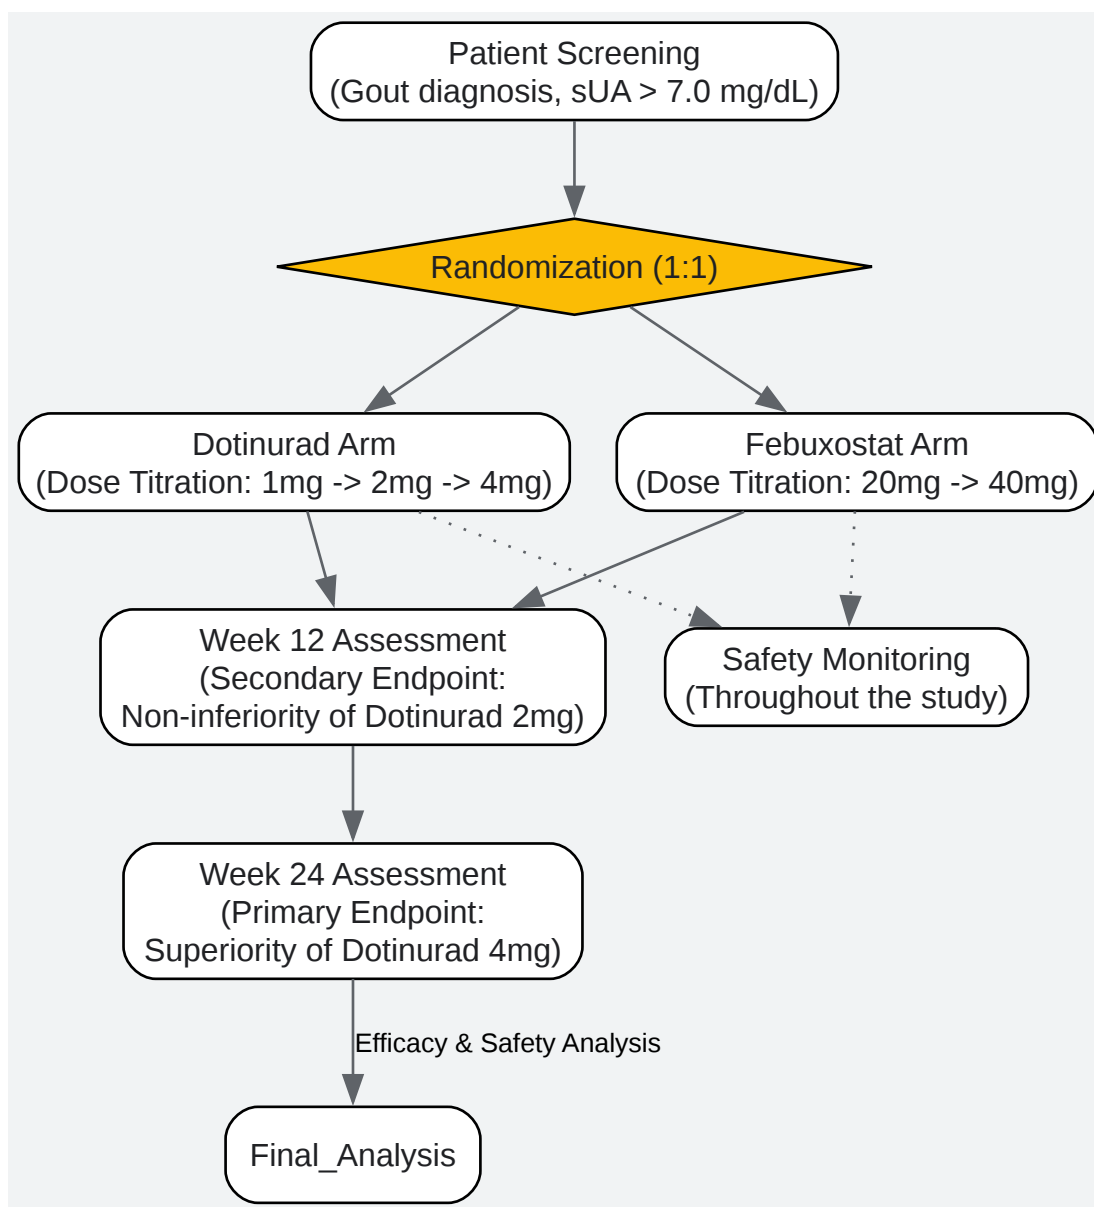 Patient Screening
(Gout diagnosis, sUA > 7.0 mg/dL)
Randomization (1:1)
Dotinurad Arm
(Dose Titration: 1mg -> 2mg -> 4mg)
Febuxostat Arm
(Dose Titration: 20mg -> 40mg)
Week 12 Assessment
(Secondary Endpoint:
Non-inferiority of Dotinurad 2mg)
Safety Monitoring
(Throughout the study)
Week 24 Assessment
(Primary Endpoint:
Superiority of Dotinurad 4mg)
Efficacy & Safety Analysis
Final_Analysis